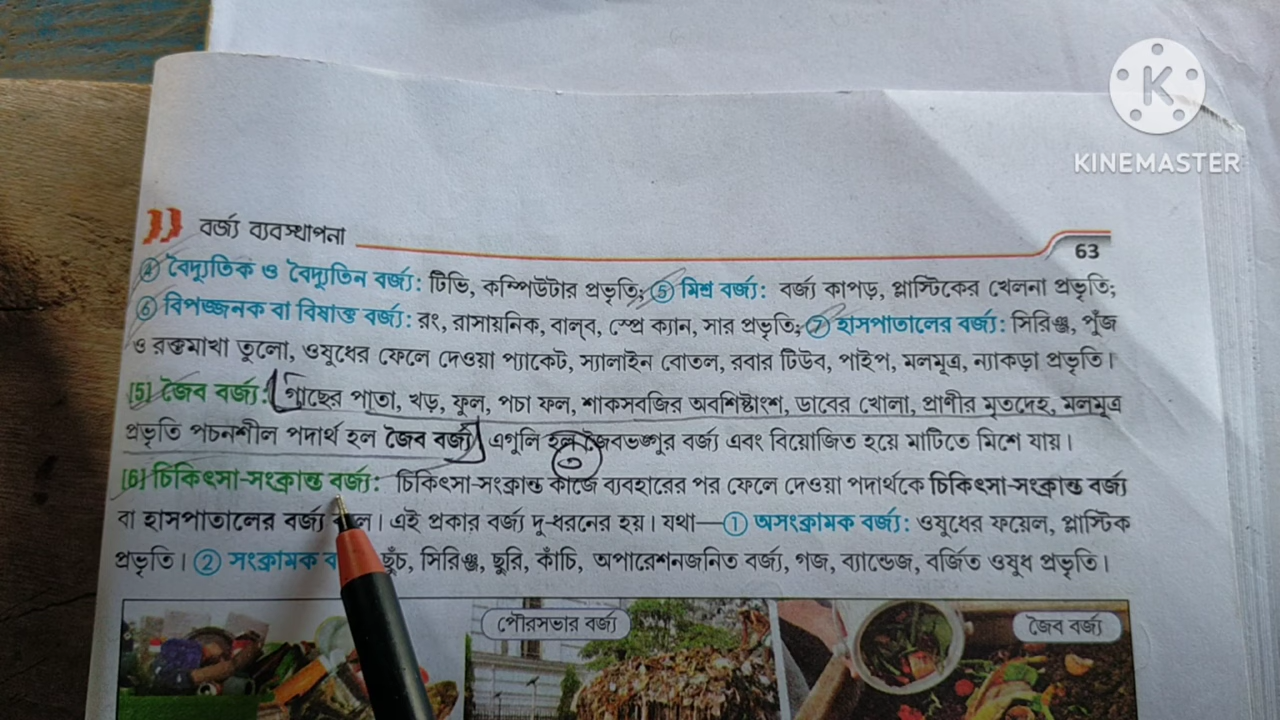 KINEMASTER
বর্জ্য ব্যবস্থাপনা
63
④ বৈদ্যুতিক ও বৈদ্যুতিন বর্জ্য: টিভি, কম্পিউটার প্রভৃতি; ⑤ মিশ্র বর্জ্য: বর্জ্য কাপড়, প্লাস্টিকের খেলনা প্রভৃতি;
⑥ বিপজ্জনক বা বিষাক্ত বর্জ্য: রং, রাসায়নিক, বাল্‌ব, স্প্রে ক্যান, সার প্রভৃতি; ⑦ হাসপাতালের বর্জ্য: সিরিঞ্জ, পুঁজ
ও রক্তমাখা তুলো, ওষুধের ফেলে দেওয়া প্যাকেট, স্যালাইন বোতল, রবার টিউব, পাইপ, মলমূত্র, ন্যাকড়া প্রভৃতি।
[5] জৈব বর্জ্য: গাছের পাতা, খড়, ফুল, পচা ফল, শাকসবজির অবশিষ্টাংশ, ডাবের খোলা, প্রাণীর মৃতদেহ, মলমূত্র
প্রভৃতি পচনশীল পদার্থ হল জৈব বর্জ্য। এগুলি হল জৈবভঙ্গুর বর্জ্য এবং বিয়োজিত হয়ে মাটিতে মিশে যায়।
[6] চিকিৎসা-সংক্রান্ত বর্জ্য: চিকিৎসা-সংক্রান্ত কাজে ব্যবহারের পর ফেলে দেওয়া পদার্থকে চিকিৎসা-সংক্রান্ত বর্জ্য
বা হাসপাতালের বর্জ্য বলে। এই প্রকার বর্জ্য দু-ধরনের হয়। যথা—① অসংক্রামক বর্জ্য: ওষুধের ফয়েল, প্লাস্টিক
প্রভৃতি। ② সংক্রামক ছুঁচ, সিরিঞ্জ, ছুরি, কাঁচি, অপারেশনজনিত বর্জ্য, গজ, ব্যান্ডেজ, বর্জিত ওষুধ প্রভৃতি।
পৌরসভার বর্জ্য
জৈব বর্জ্য